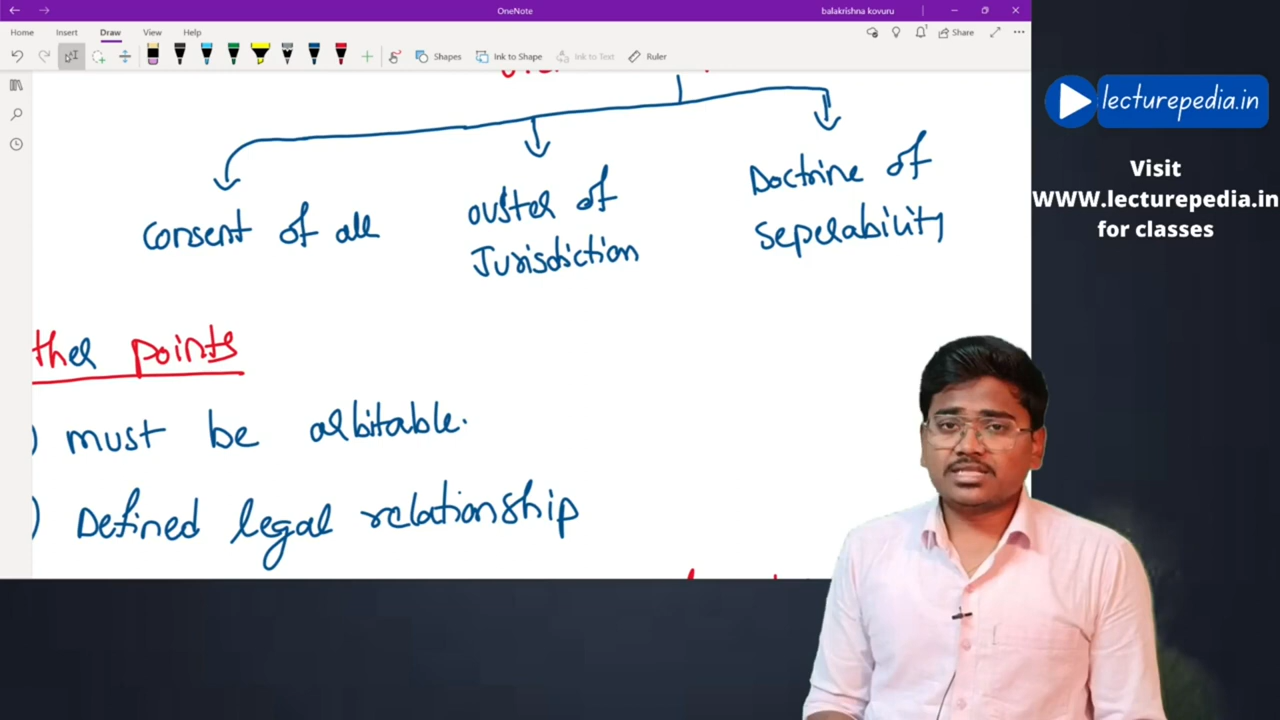 OneNote
balakrishna kovuru
Home Insert Draw View Help
Share
Shapes Ink to Shape Ink to Text Ruler
lecturepedia.in
Visit
WWW.lecturepedia.in
for classes
Consent of all
ouster of
Jurisdiction
Doctrine of
Seperability
ther points
) must be arbitable.
) Defined legal relationship